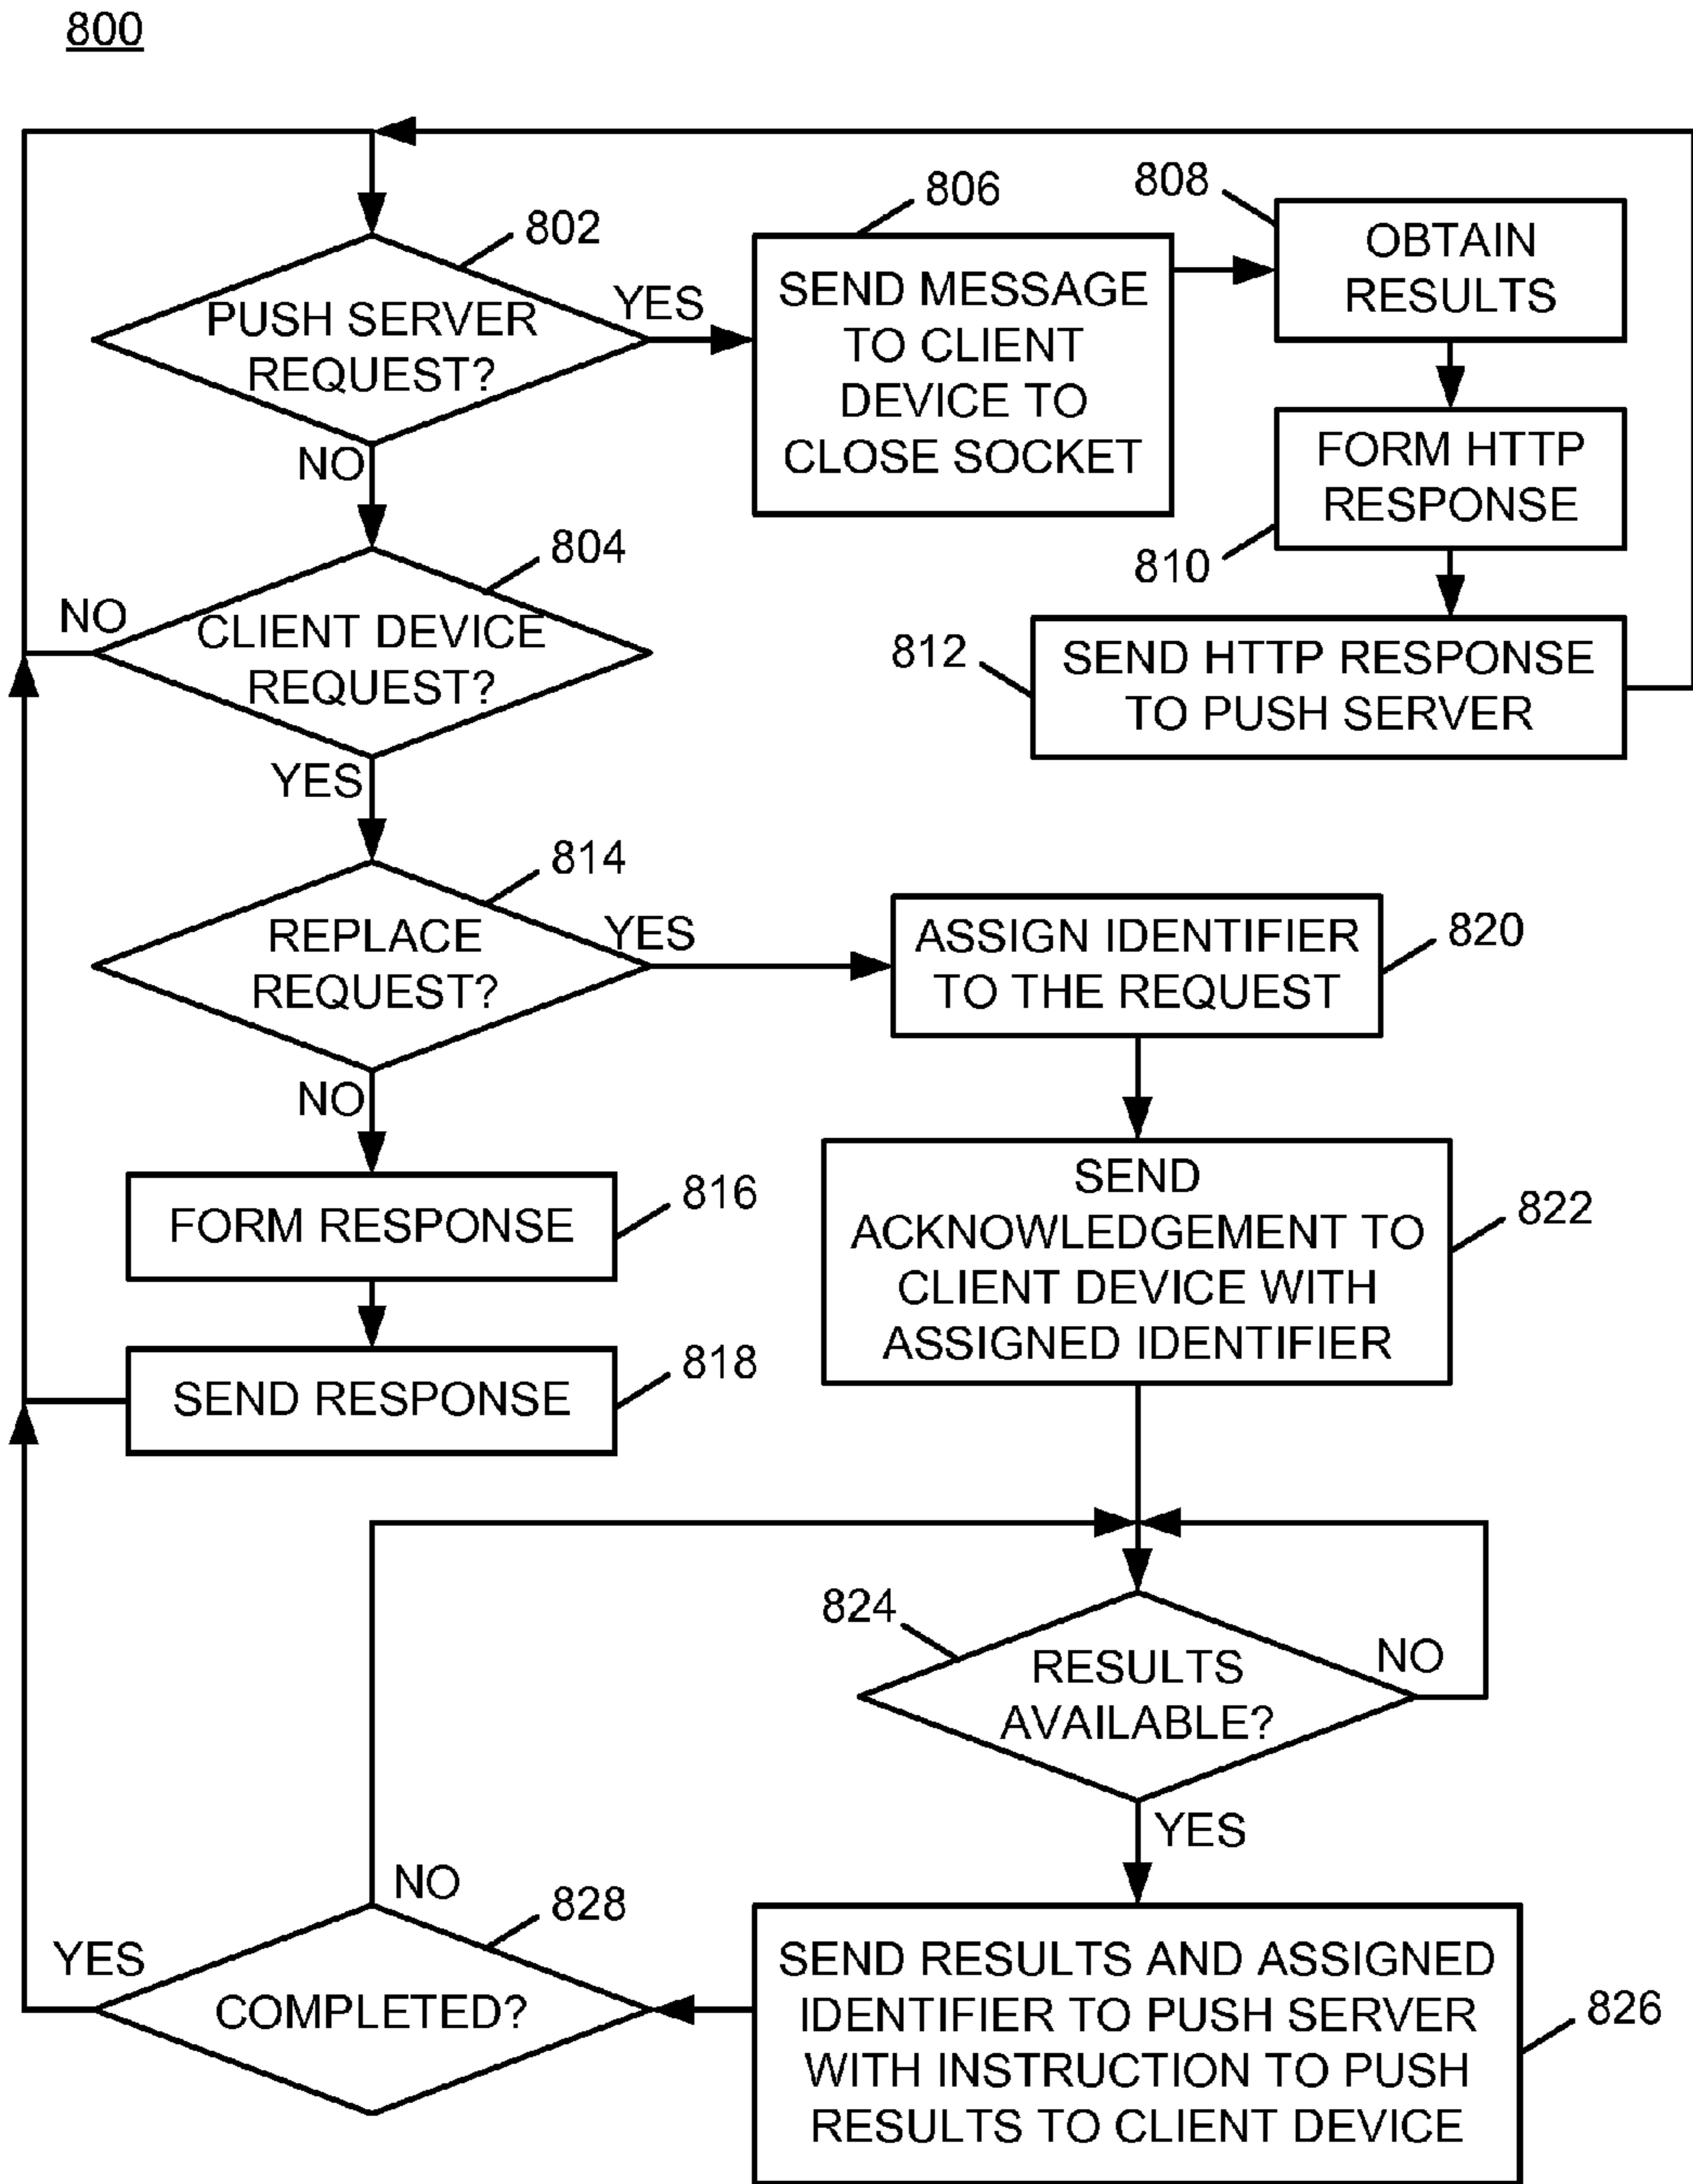 800
802
PUSH SERVER
REQUEST?
YES
NO
806
SEND MESSAGE
TO CLIENT
DEVICE TO
CLOSE SOCKET
808
OBTAIN
RESULTS
FORM HTTP
RESPONSE
810
812
SEND HTTP RESPONSE
TO PUSH SERVER
804
NO
CLIENT DEVICE
REQUEST?
YES
814
REPLACE
REQUEST?
YES
NO
ASSIGN IDENTIFIER
TO THE REQUEST
820
FORM RESPONSE
816
SEND RESPONSE
818
SEND
ACKNOWLEDGEMENT TO
CLIENT DEVICE WITH
ASSIGNED IDENTIFIER
822
824
RESULTS
AVAILABLE?
NO
YES
SEND RESULTS AND ASSIGNED
IDENTIFIER TO PUSH SERVER
WITH INSTRUCTION TO PUSH
RESULTS TO CLIENT DEVICE
826
NO
828
YES
COMPLETED?